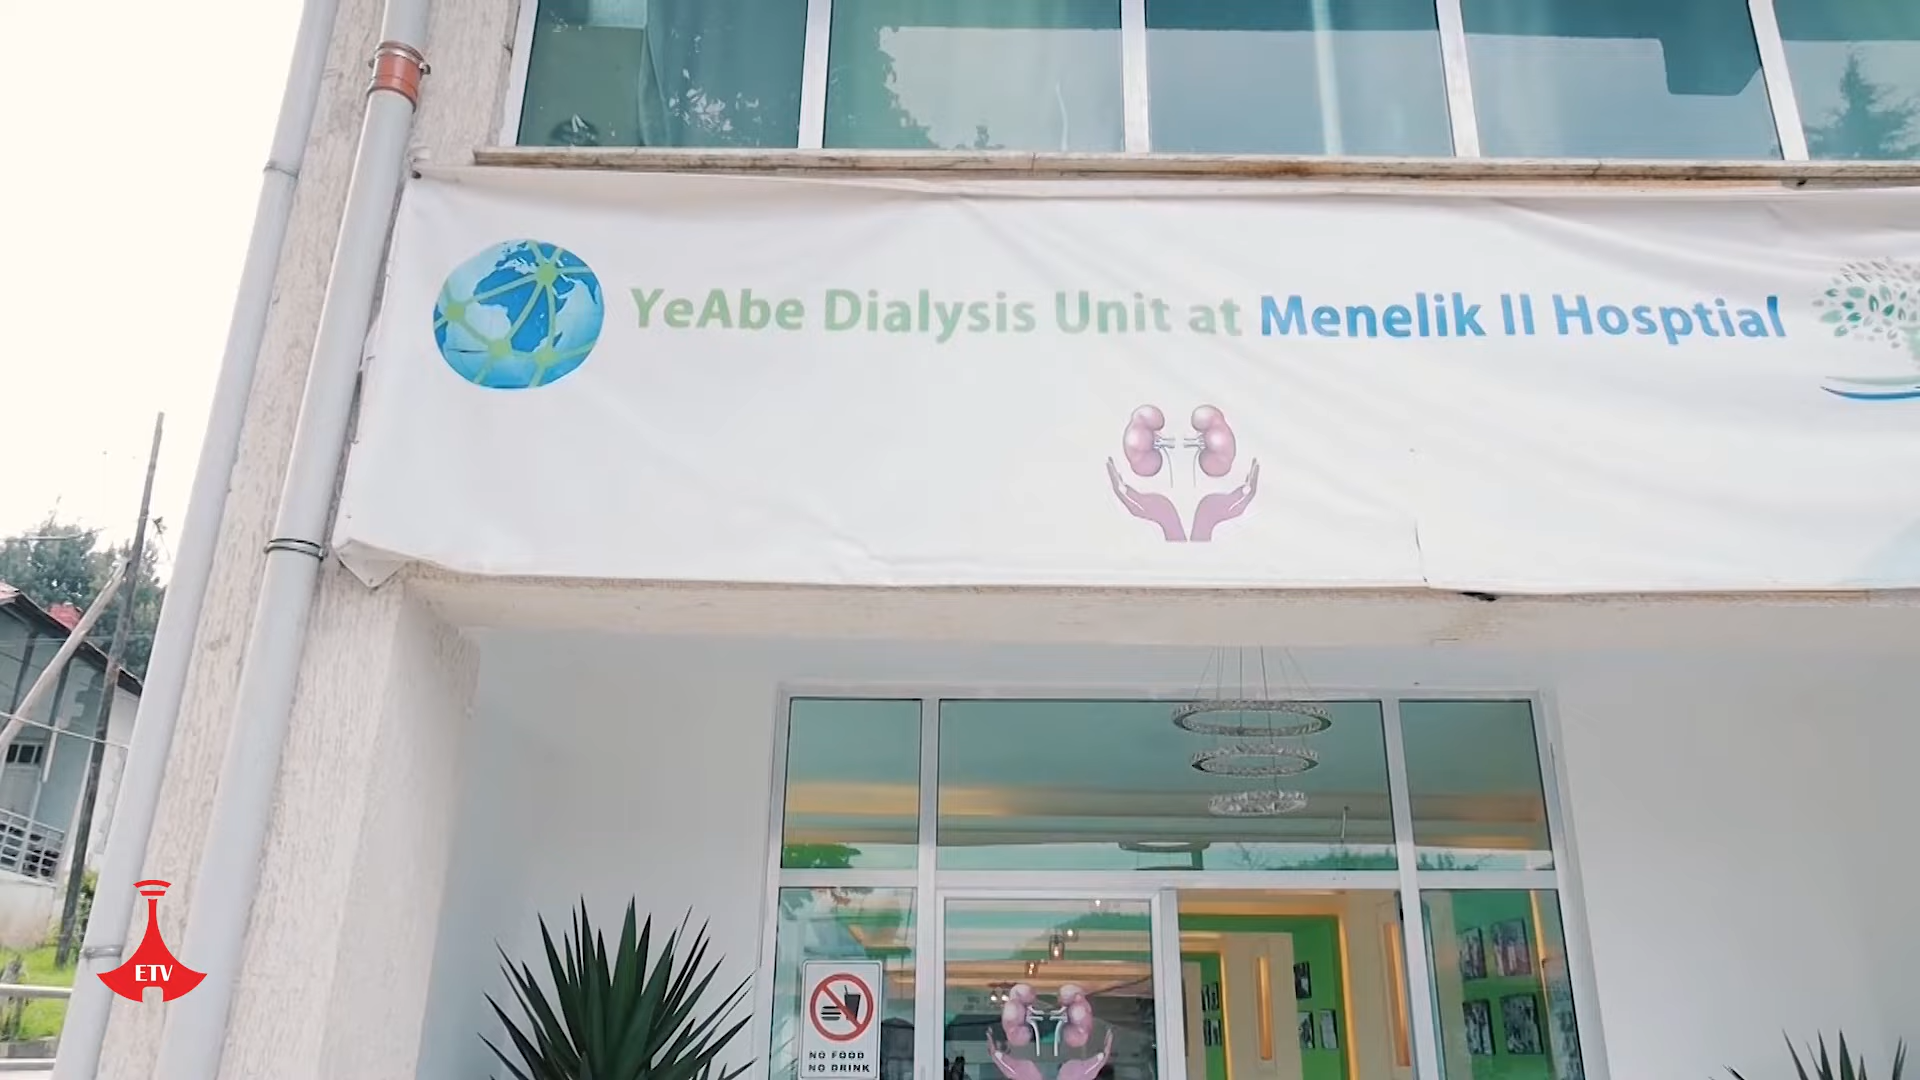 YeAbe Dialysis Unit at Menelik II Hosptial
ETV
NO FOOD
NO DRINK